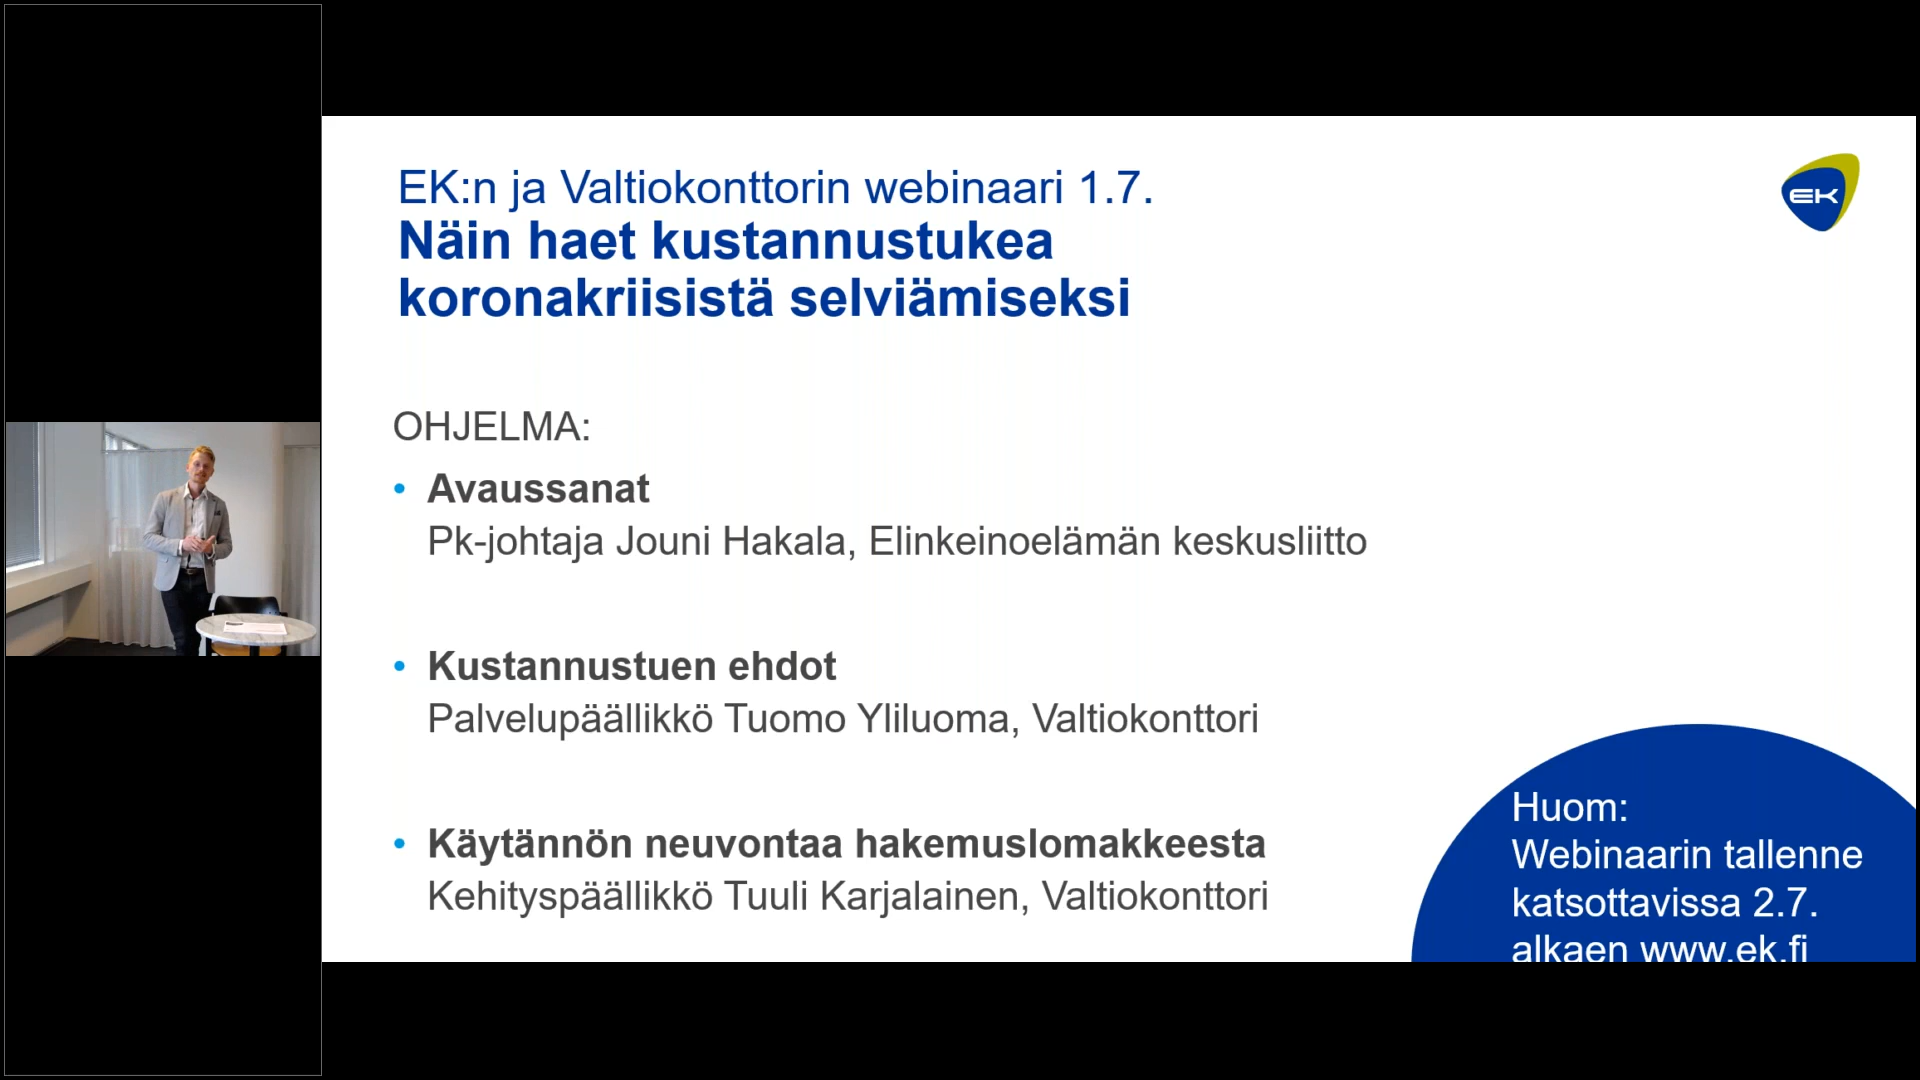 EK:n ja Valtiokonttorin webinaari 1.7.
Näin haet kustannustukea
koronakriisistä selviämiseksi
EK
OHJELMA:
• Avaussanat
Pk-johtaja Jouni Hakala, Elinkeinoelämän keskusliitto
• Kustannustuen ehdot
Palvelupäällikkö Tuomo Yliluoma, Valtiokonttori
• Käytännön neuvontaa hakemuslomakkeesta
Kehityspäällikkö Tuuli Karjalainen, Valtiokonttori
Huom:
Webinaarin tallenne
katsottavissa 2.7.
alkaen www.ek.fi